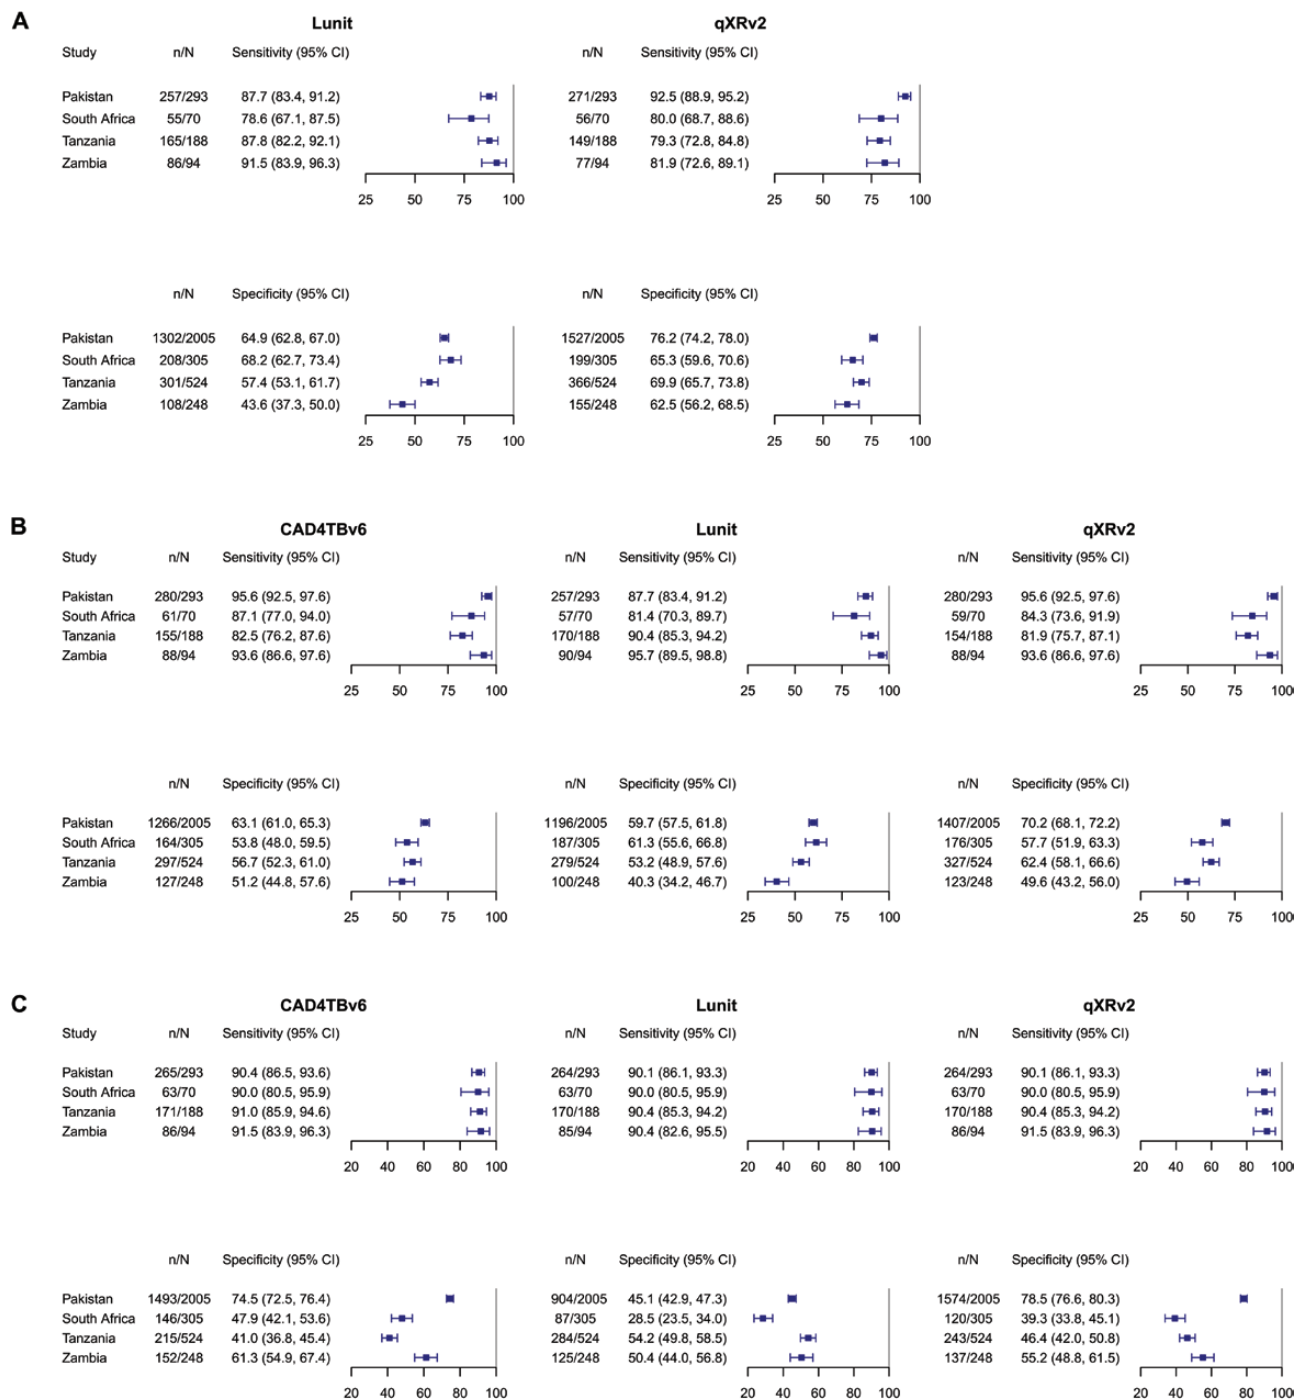 A
Lunit qXRv2
Study n/N Sensitivity (95% CI) n/N Sensitivity (95% CI)
Pakistan 257/293 87.7 (83.4, 91.2) 271/293 92.5 (88.9, 95.2)
South Africa 55/70 78.6 (67.1, 87.5) 56/70 80.0 (68.7, 88.6)
Tanzania 165/188 87.8 (82.2, 92.1) 149/188 79.3 (72.8, 84.8)
Zambia 86/94 91.5 (83.9, 96.3) 77/94 81.9 (72.6, 89.1)
25 50 75 100 25 50 75 100
n/N Specificity (95% CI) n/N Specificity (95% CI)
Pakistan 1302/2005 64.9 (62.8, 67.0) 1527/2005 76.2 (74.2, 78.0)
South Africa 208/305 68.2 (62.7, 73.4) 199/305 65.3 (59.6, 70.6)
Tanzania 301/524 57.4 (53.1, 61.7) 366/524 69.9 (65.7, 73.8)
Zambia 108/248 43.6 (37.3, 50.0) 155/248 62.5 (56.2, 68.5)
25 50 75 100 25 50 75 100
B
CAD4TBv6 Lunit qXRv2
Study n/N Sensitivity (95% CI) n/N Sensitivity (95% CI) n/N Sensitivity (95% CI)
Pakistan 280/293 95.6 (92.5, 97.6) 257/293 87.7 (83.4, 91.2) 280/293 95.6 (92.5, 97.6)
South Africa 61/70 87.1 (77.0, 94.0) 57/70 81.4 (70.3, 89.7) 59/70 84.3 (73.6, 91.9)
Tanzania 155/188 82.5 (76.2, 87.6) 170/188 90.4 (85.3, 94.2) 154/188 81.9 (75.7, 87.1)
Zambia 88/94 93.6 (86.6, 97.6) 90/94 95.7 (89.5, 98.8) 88/94 93.6 (86.6, 97.6)
25 50 75 100 25 50 75 100 25 50 75 100
n/N Specificity (95% CI) n/N Specificity (95% CI) n/N Specificity (95% CI)
Pakistan 1266/2005 63.1 (61.0, 65.3) 1196/2005 59.7 (57.5, 61.8) 1407/2005 70.2 (68.1, 72.2)
South Africa 164/305 53.8 (48.0, 59.5) 187/305 61.3 (55.6, 66.8) 176/305 57.7 (51.9, 63.3)
Tanzania 297/524 56.7 (52.3, 61.0) 279/524 53.2 (48.9, 57.6) 327/524 62.4 (58.1, 66.6)
Zambia 127/248 51.2 (44.8, 57.6) 100/248 40.3 (34.2, 46.7) 123/248 49.6 (43.2, 56.0)
25 50 75 100 25 50 75 100 25 50 75 100
C
CAD4TBv6 Lunit qXRv2
Study n/N Sensitivity (95% CI) n/N Sensitivity (95% CI) n/N Sensitivity (95% CI)
Pakistan 265/293 90.4 (86.5, 93.6) 264/293 90.1 (86.1, 93.3) 264/293 90.1 (86.1, 93.3)
South Africa 63/70 90.0 (80.5, 95.9) 63/70 90.0 (80.5, 95.9) 63/70 90.0 (80.5, 95.9)
Tanzania 171/188 91.0 (85.9, 94.6) 170/188 90.4 (85.3, 94.2) 170/188 90.4 (85.3, 94.2)
Zambia 86/94 91.5 (83.9, 96.3) 85/94 90.4 (82.6, 95.5) 86/94 91.5 (83.9, 96.3)
20 40 60 80 100 20 40 60 80 100 20 40 60 80 100
n/N Specificity (95% CI) n/N Specificity (95% CI) n/N Specificity (95% CI)
Pakistan 1493/2005 74.5 (72.5, 76.4) 904/2005 45.1 (42.9, 47.3) 1574/2005 78.5 (76.6, 80.3)
South Africa 146/305 47.9 (42.1, 53.6) 87/305 28.5 (23.5, 34.0) 120/305 39.3 (33.8, 45.1)
Tanzania 215/524 41.0 (36.8, 45.4) 284/524 54.2 (49.8, 58.5) 243/524 46.4 (42.0, 50.8)
Zambia 152/248 61.3 (54.9, 67.4) 125/248 50.4 (44.0, 56.8) 137/248 55.2 (48.8, 61.5)
20 40 60 80 100 20 40 60 80 100 20 40 60 80 100